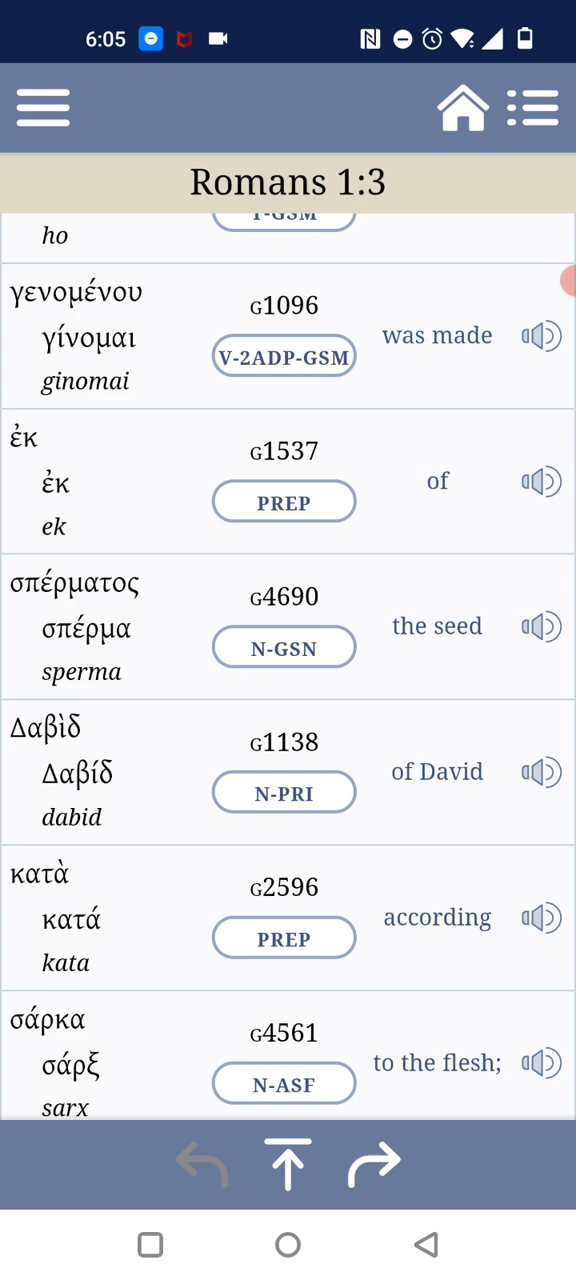 6:05
Romans 1:3
T-GSM
ho
γενομένου
γίνομαι
ginomai
G1096
V-2ADP-GSM
was made
ἐκ
ἐκ
ek
G1537
PREP
of
σπέρματος
σπέρμα
sperma
G4690
N-GSN
the seed
Δαβὶδ
Δαβίδ
dabid
G1138
N-PRI
of David
κατὰ
κατά
kata
G2596
PREP
according
σάρκα
σάρξ
sarx
G4561
N-ASF
to the flesh;